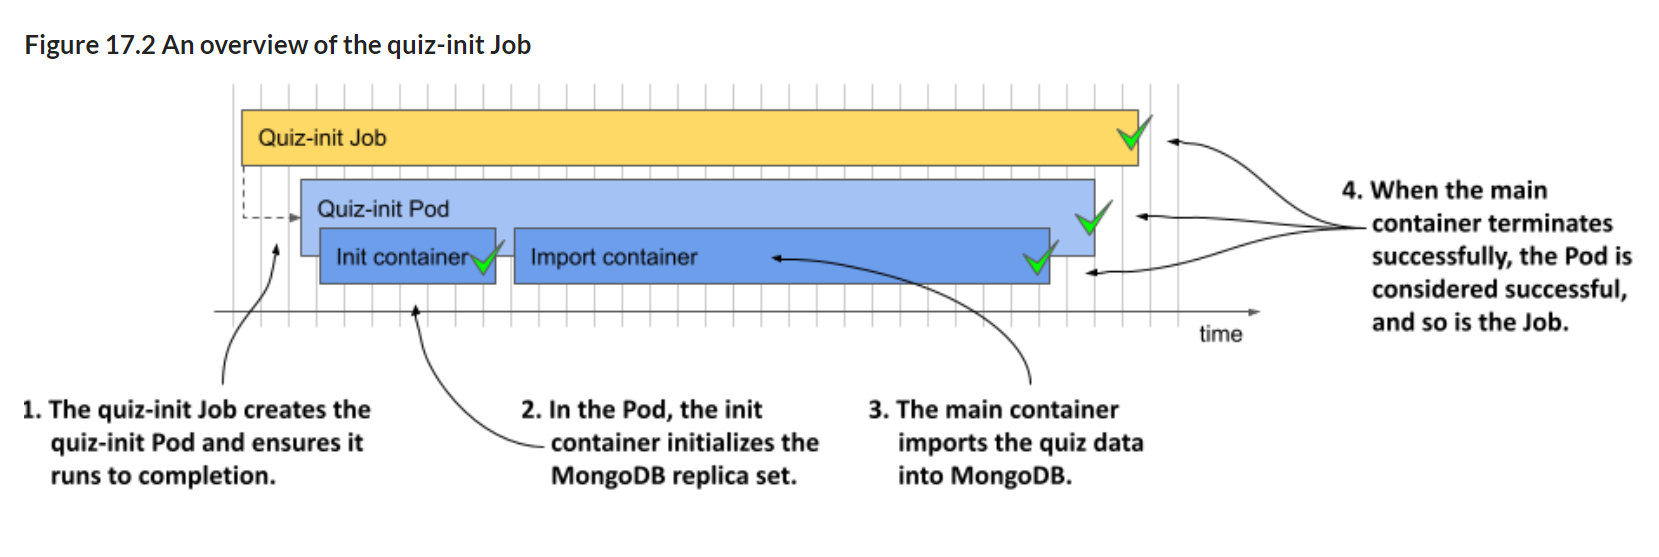 Figure 17.2 An overview of the quiz-init Job
Quiz-init Job
Quiz-init Pod
Init container
Import container
time
1. The quiz-init Job creates the
quiz-init Pod and ensures it
runs to completion.
2. In the Pod, the init
container initializes the
MongoDB replica set.
3. The main container
imports the quiz data
into MongoDB.
4. When the main
container terminates
successfully, the Pod is
considered successful,
and so is the Job.